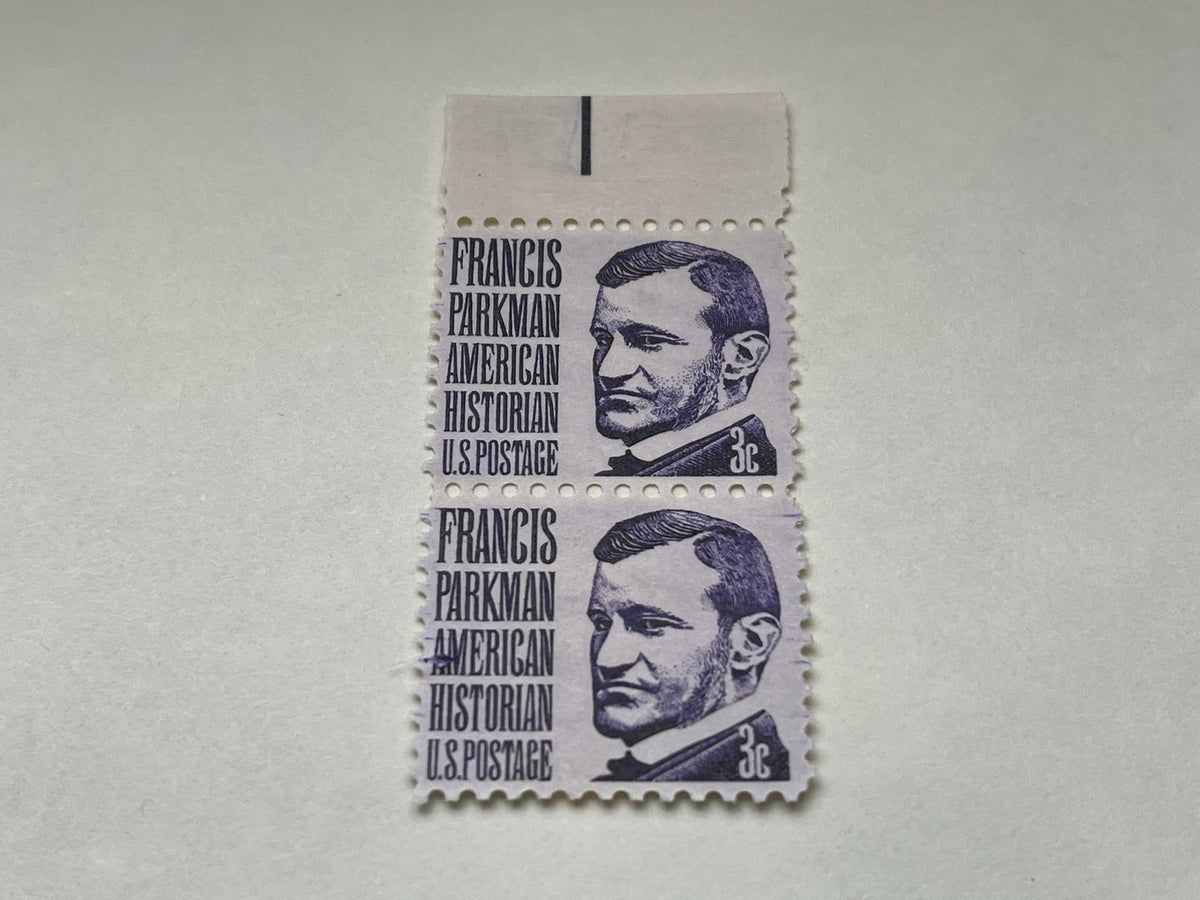 FRANCIS
PARKMAN
AMERICAN
HISTORIAN
U.S.POSTAGE
3c
FRANCIS
PARKMAN
AMERICAN
HISTORIAN
U.S.POSTAGE
3c